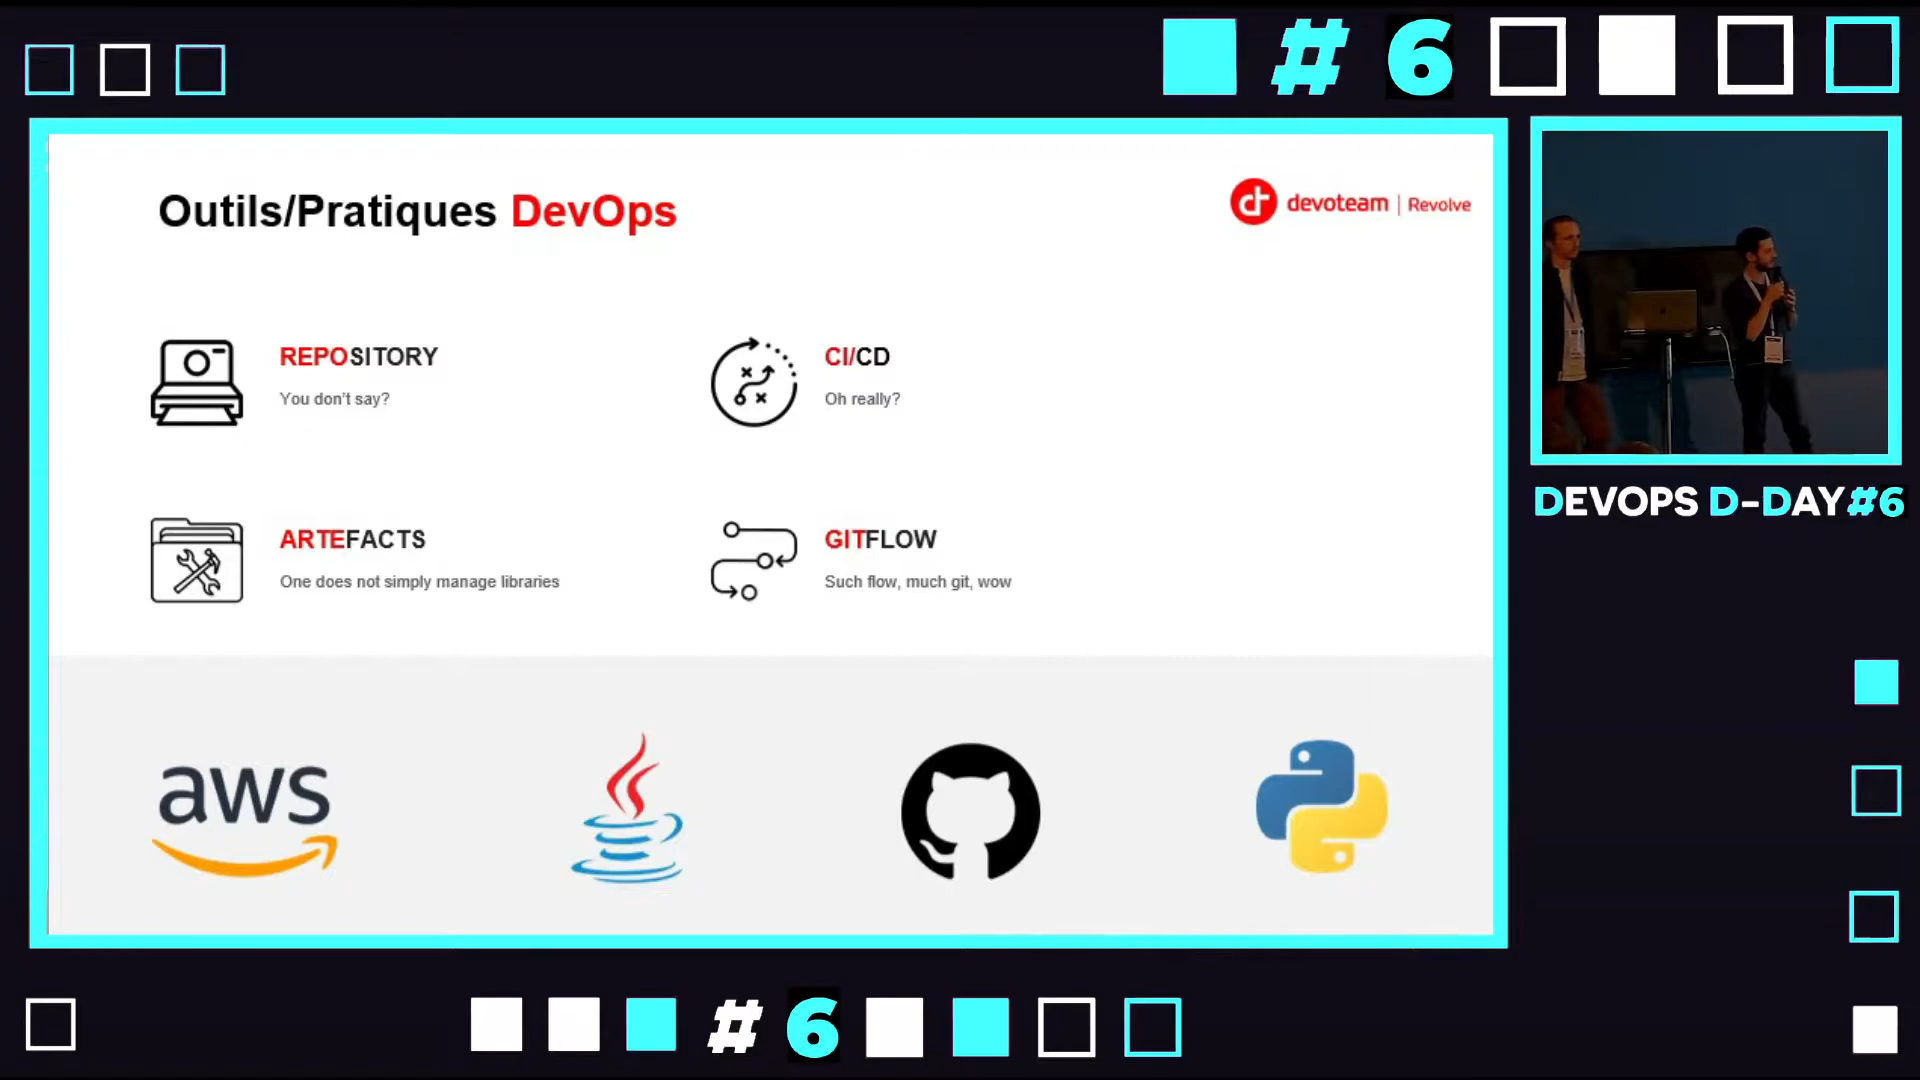 # 6
Outils/Pratiques DevOps
devoteam | Revolve
REPOSITORY
You don't say?
CI/CD
Oh really?
ARTEFACTS
One does not simply manage libraries
GITFLOW
Such flow, much git, wow
aws
DEVOPS D-DAY#6
# 6